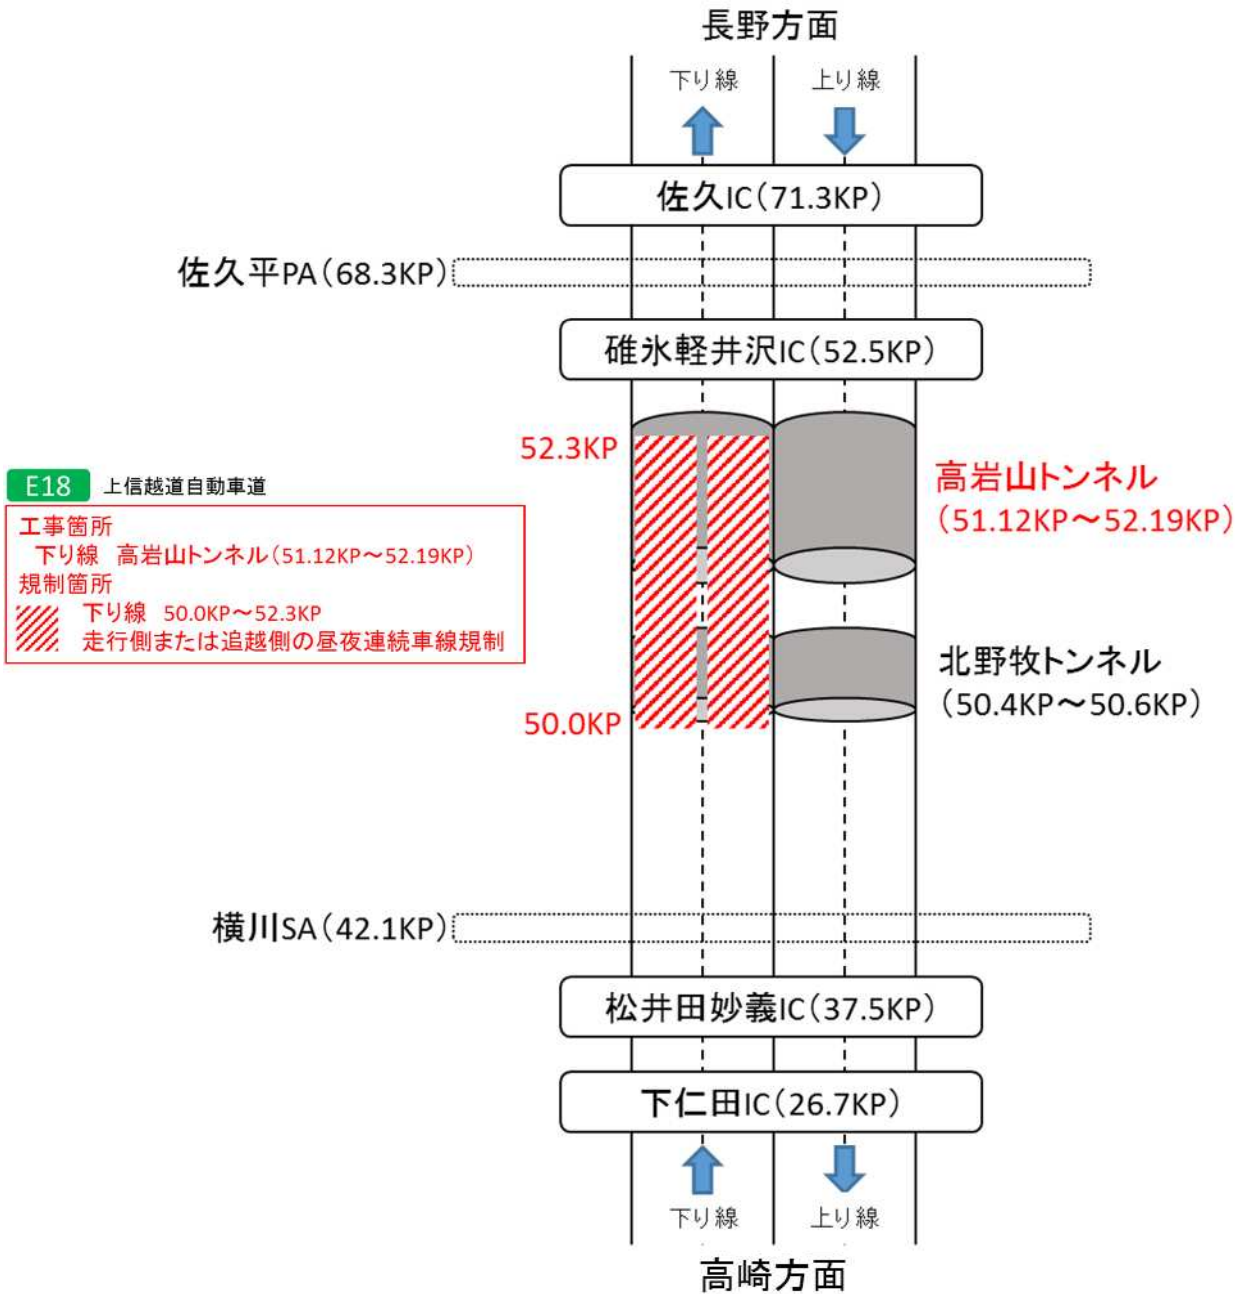 長野方面
下り線 上り線
佐久IC(71.3KP)
佐久平PA(68.3KP)
碓氷軽井沢IC(52.5KP)
52.3KP
高岩山トンネル
(51.12KP～52.19KP)
E18 上信越道自動車道
工事箇所
下り線 高岩山トンネル(51.12KP～52.19KP)
規制箇所
下り線 50.0KP～52.3KP
走行側または追越側の昼夜連続車線規制
北野牧トンネル
(50.4KP～50.6KP)
50.0KP
横川SA(42.1KP)
松井田妙義IC(37.5KP)
下仁田IC(26.7KP)
下り線 上り線
高崎方面